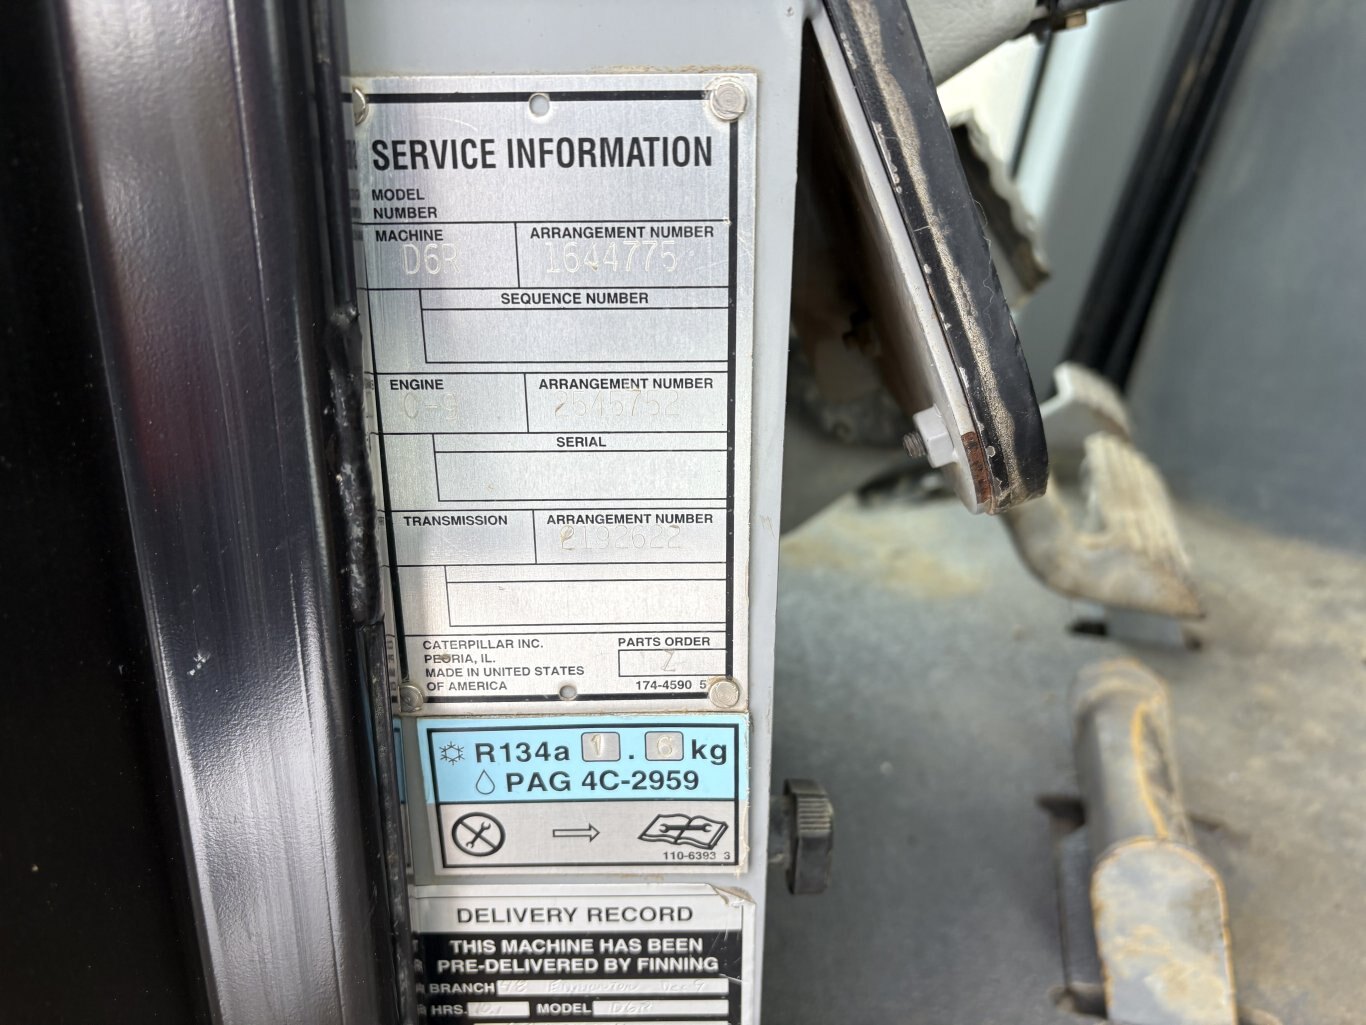 SERVICE INFORMATION
MODEL
NUMBER
MACHINE ARRANGEMENT NUMBER
D6R 1644775
SEQUENCE NUMBER
ENGINE ARRANGEMENT NUMBER
C-9 2645752
SERIAL
TRANSMISSION ARRANGEMENT NUMBER
2192622
CATERPILLAR INC. PARTS ORDER
PEORIA, IL. Z
MADE IN UNITED STATES
OF AMERICA 174-4590 5
R134a 1.6 kg
PAG 4C-2959
110-6393 3
DELIVERY RECORD
THIS MACHINE HAS BEEN
PRE-DELIVERED BY FINNING
BRANCH
HRS. MODEL D6R